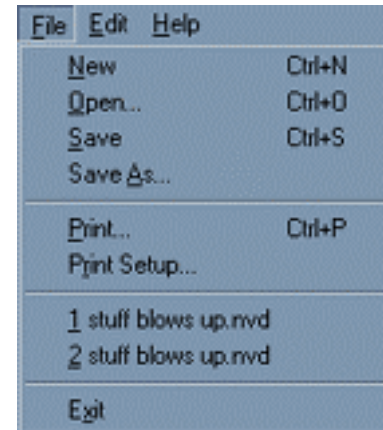 File Edit Help
New Ctrl+N
Open... Ctrl+O
Save Ctrl+S
Save As...
Print... Ctrl+P
Print Setup...
1 stuff blows up.nvd
2 stuff blows up.nvd
Exit